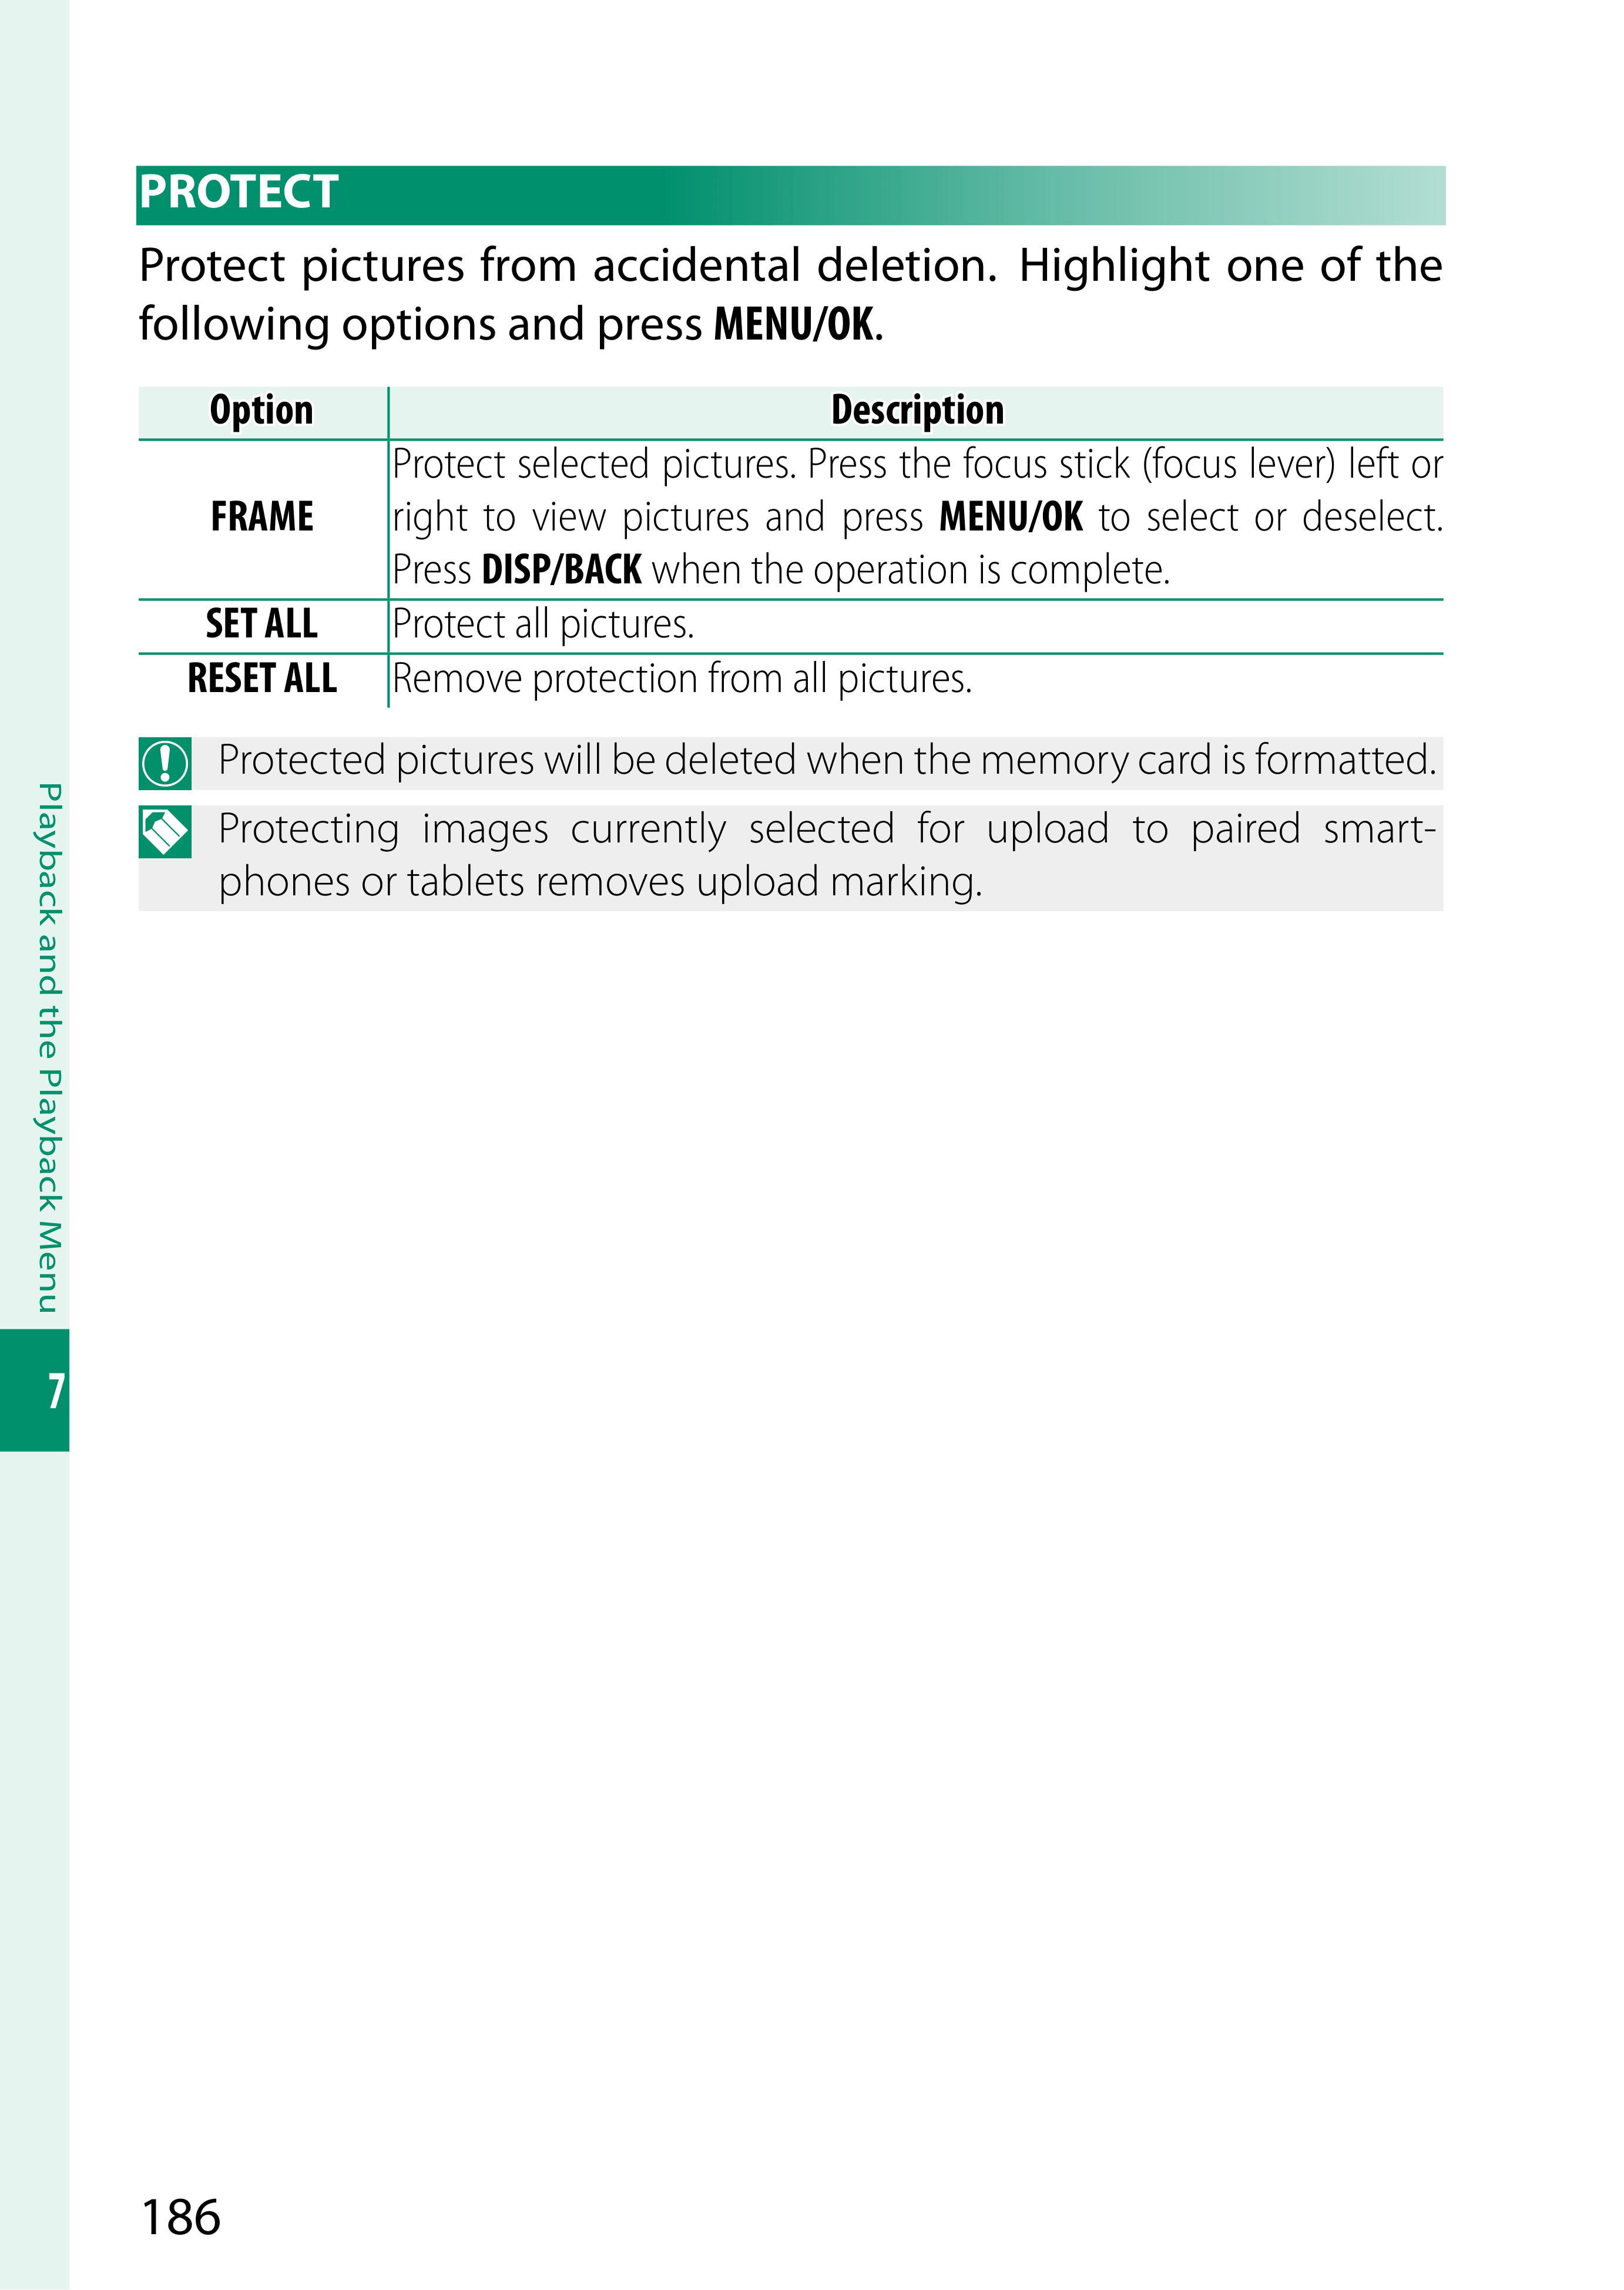 PROTECT
Protect pictures from accidental deletion. Highlight one of the
following options and press MENU/OK.
Option Description
FRAME
Protect selected pictures. Press the focus stick (focus lever) left or
right to view pictures and press MENU/OK to select or deselect.
Press DISP/BACK when the operation is complete.
SET ALL Protect all pictures.
RESET ALL Remove protection from all pictures.
Protected pictures will be deleted when the memory card is formatted.
Protecting images currently selected for upload to paired smart-
phones or tablets removes upload marking.
Playback and the Playback Menu
7
186